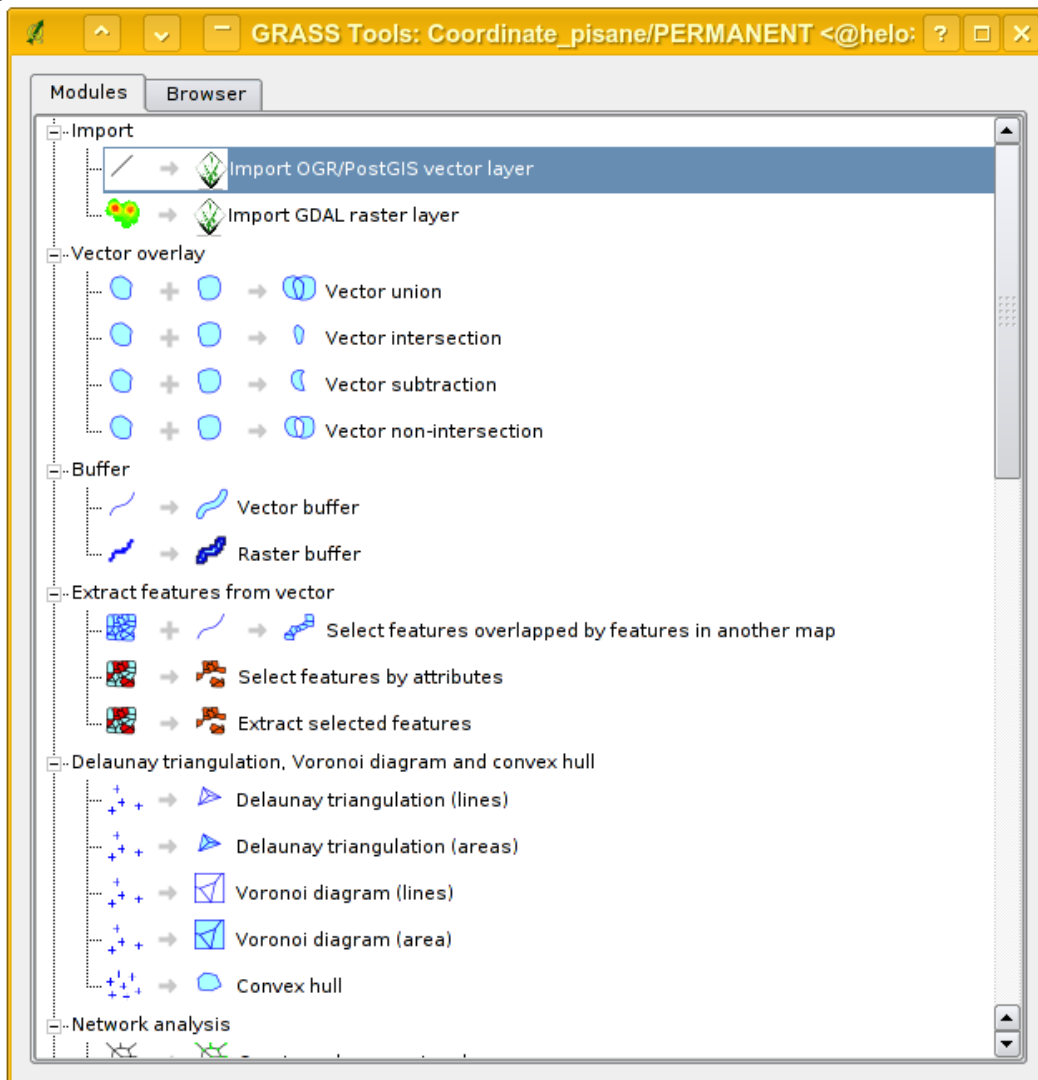 GRASS Tools: Coordinate_pisane/PERMANENT <@helo:
Modules
Browser
Import
Import OGR/PostGIS vector layer
Import GDAL raster layer
Vector overlay
Vector union
Vector intersection
Vector subtraction
Vector non-intersection
Buffer
Vector buffer
Raster buffer
Extract features from vector
Select features overlapped by features in another map
Select features by attributes
Extract selected features
Delaunay triangulation, Voronoi diagram and convex hull
Delaunay triangulation (lines)
Delaunay triangulation (areas)
Voronoi diagram (lines)
Voronoi diagram (area)
Convex hull
Network analysis